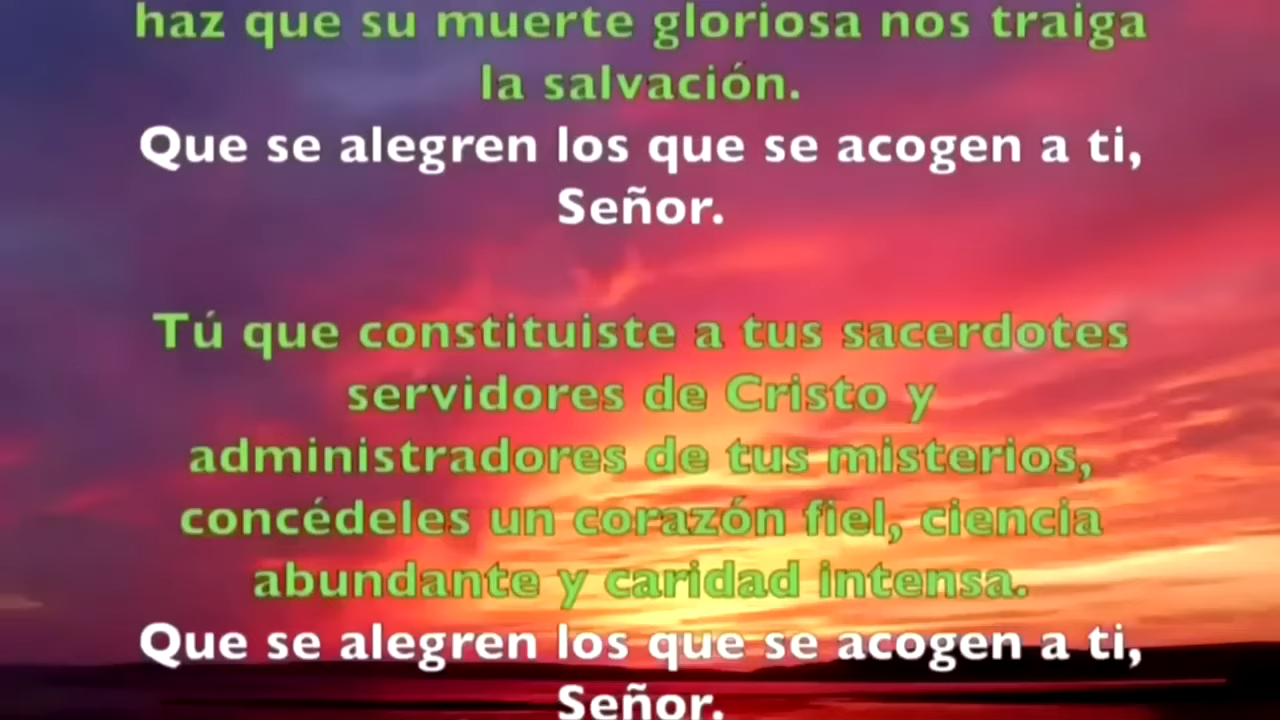 haz que su muerte gloriosa nos traiga
la salvación.
Que se alegren los que se acogen a ti,
Señor.
Tú que constituiste a tus sacerdotes
servidores de Cristo y
administradores de tus misterios,
concédeles un corazón fiel, ciencia
abundante y caridad intensa.
Que se alegren los que se acogen a ti,
Señor.